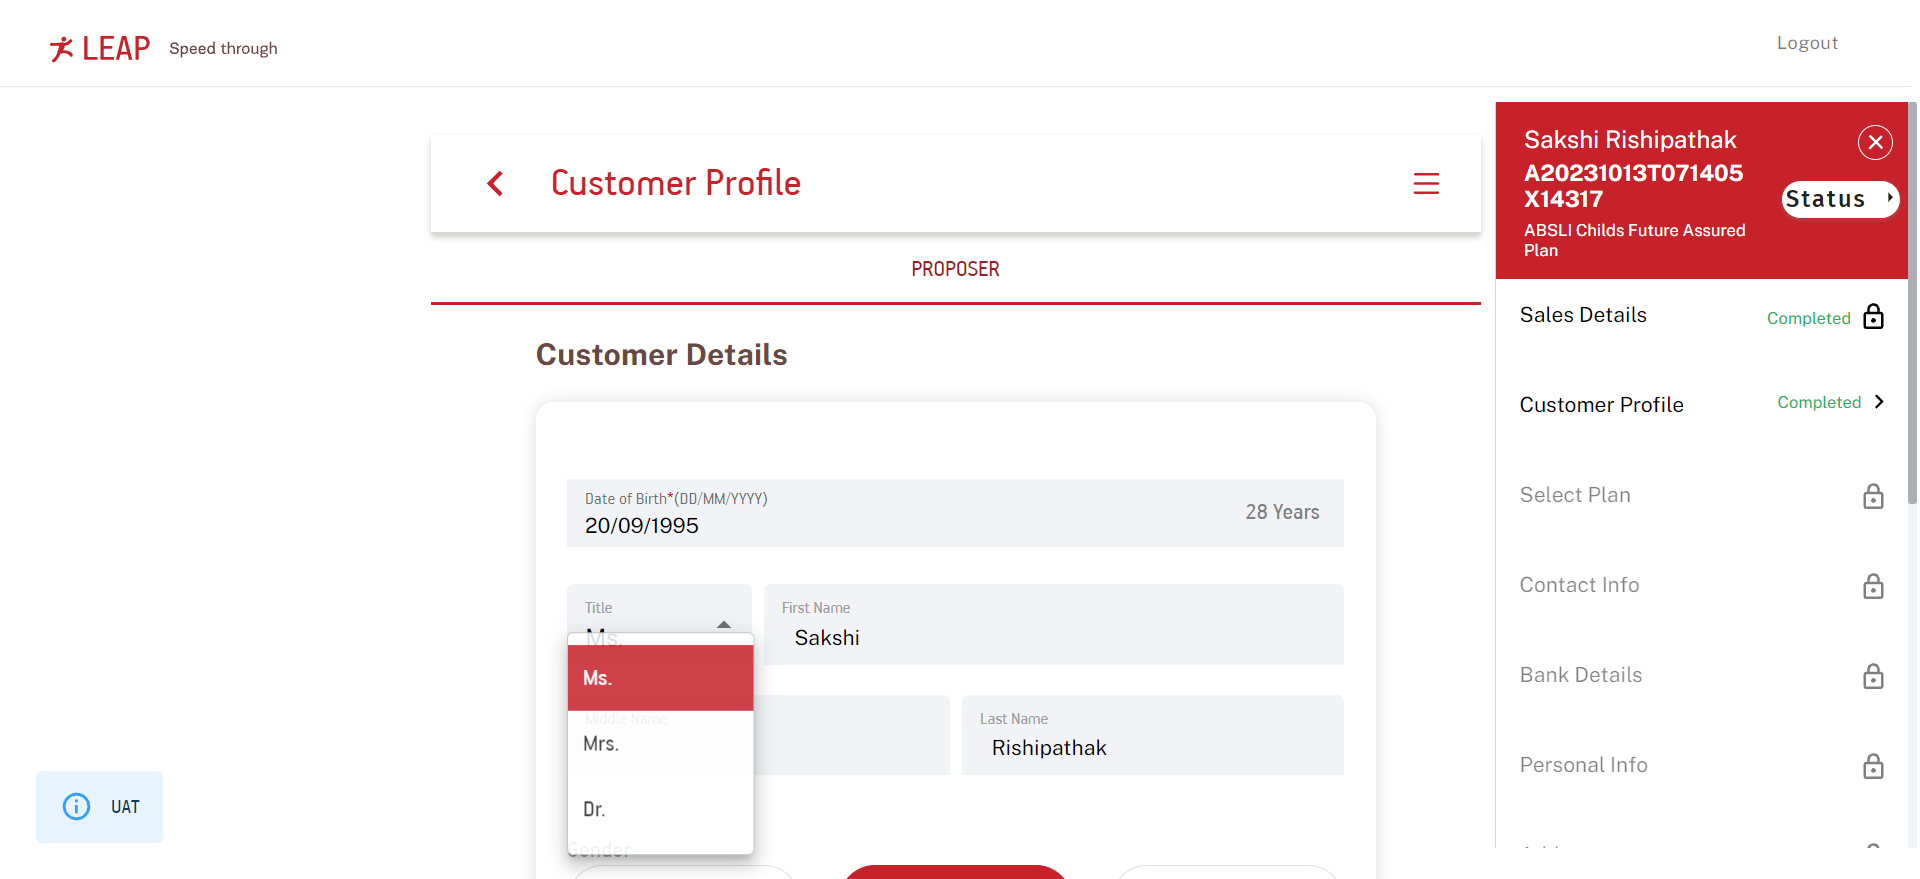 LEAP Speed through
Logout
Customer Profile
PROPOSER
Customer Details
Date of Birth*(DD/MM/YYYY)
20/09/1995
28 Years
Title
Ms.
First Name
Sakshi
Ms.
Mrs.
Dr.
Middle Name
Last Name
Rishipathak
Gender
UAT
Sakshi Rishipathak
A20231013T071405
X14317
ABSLI Childs Future Assured
Plan
Status
Sales Details Completed
Customer Profile Completed
Select Plan
Contact Info
Bank Details
Personal Info